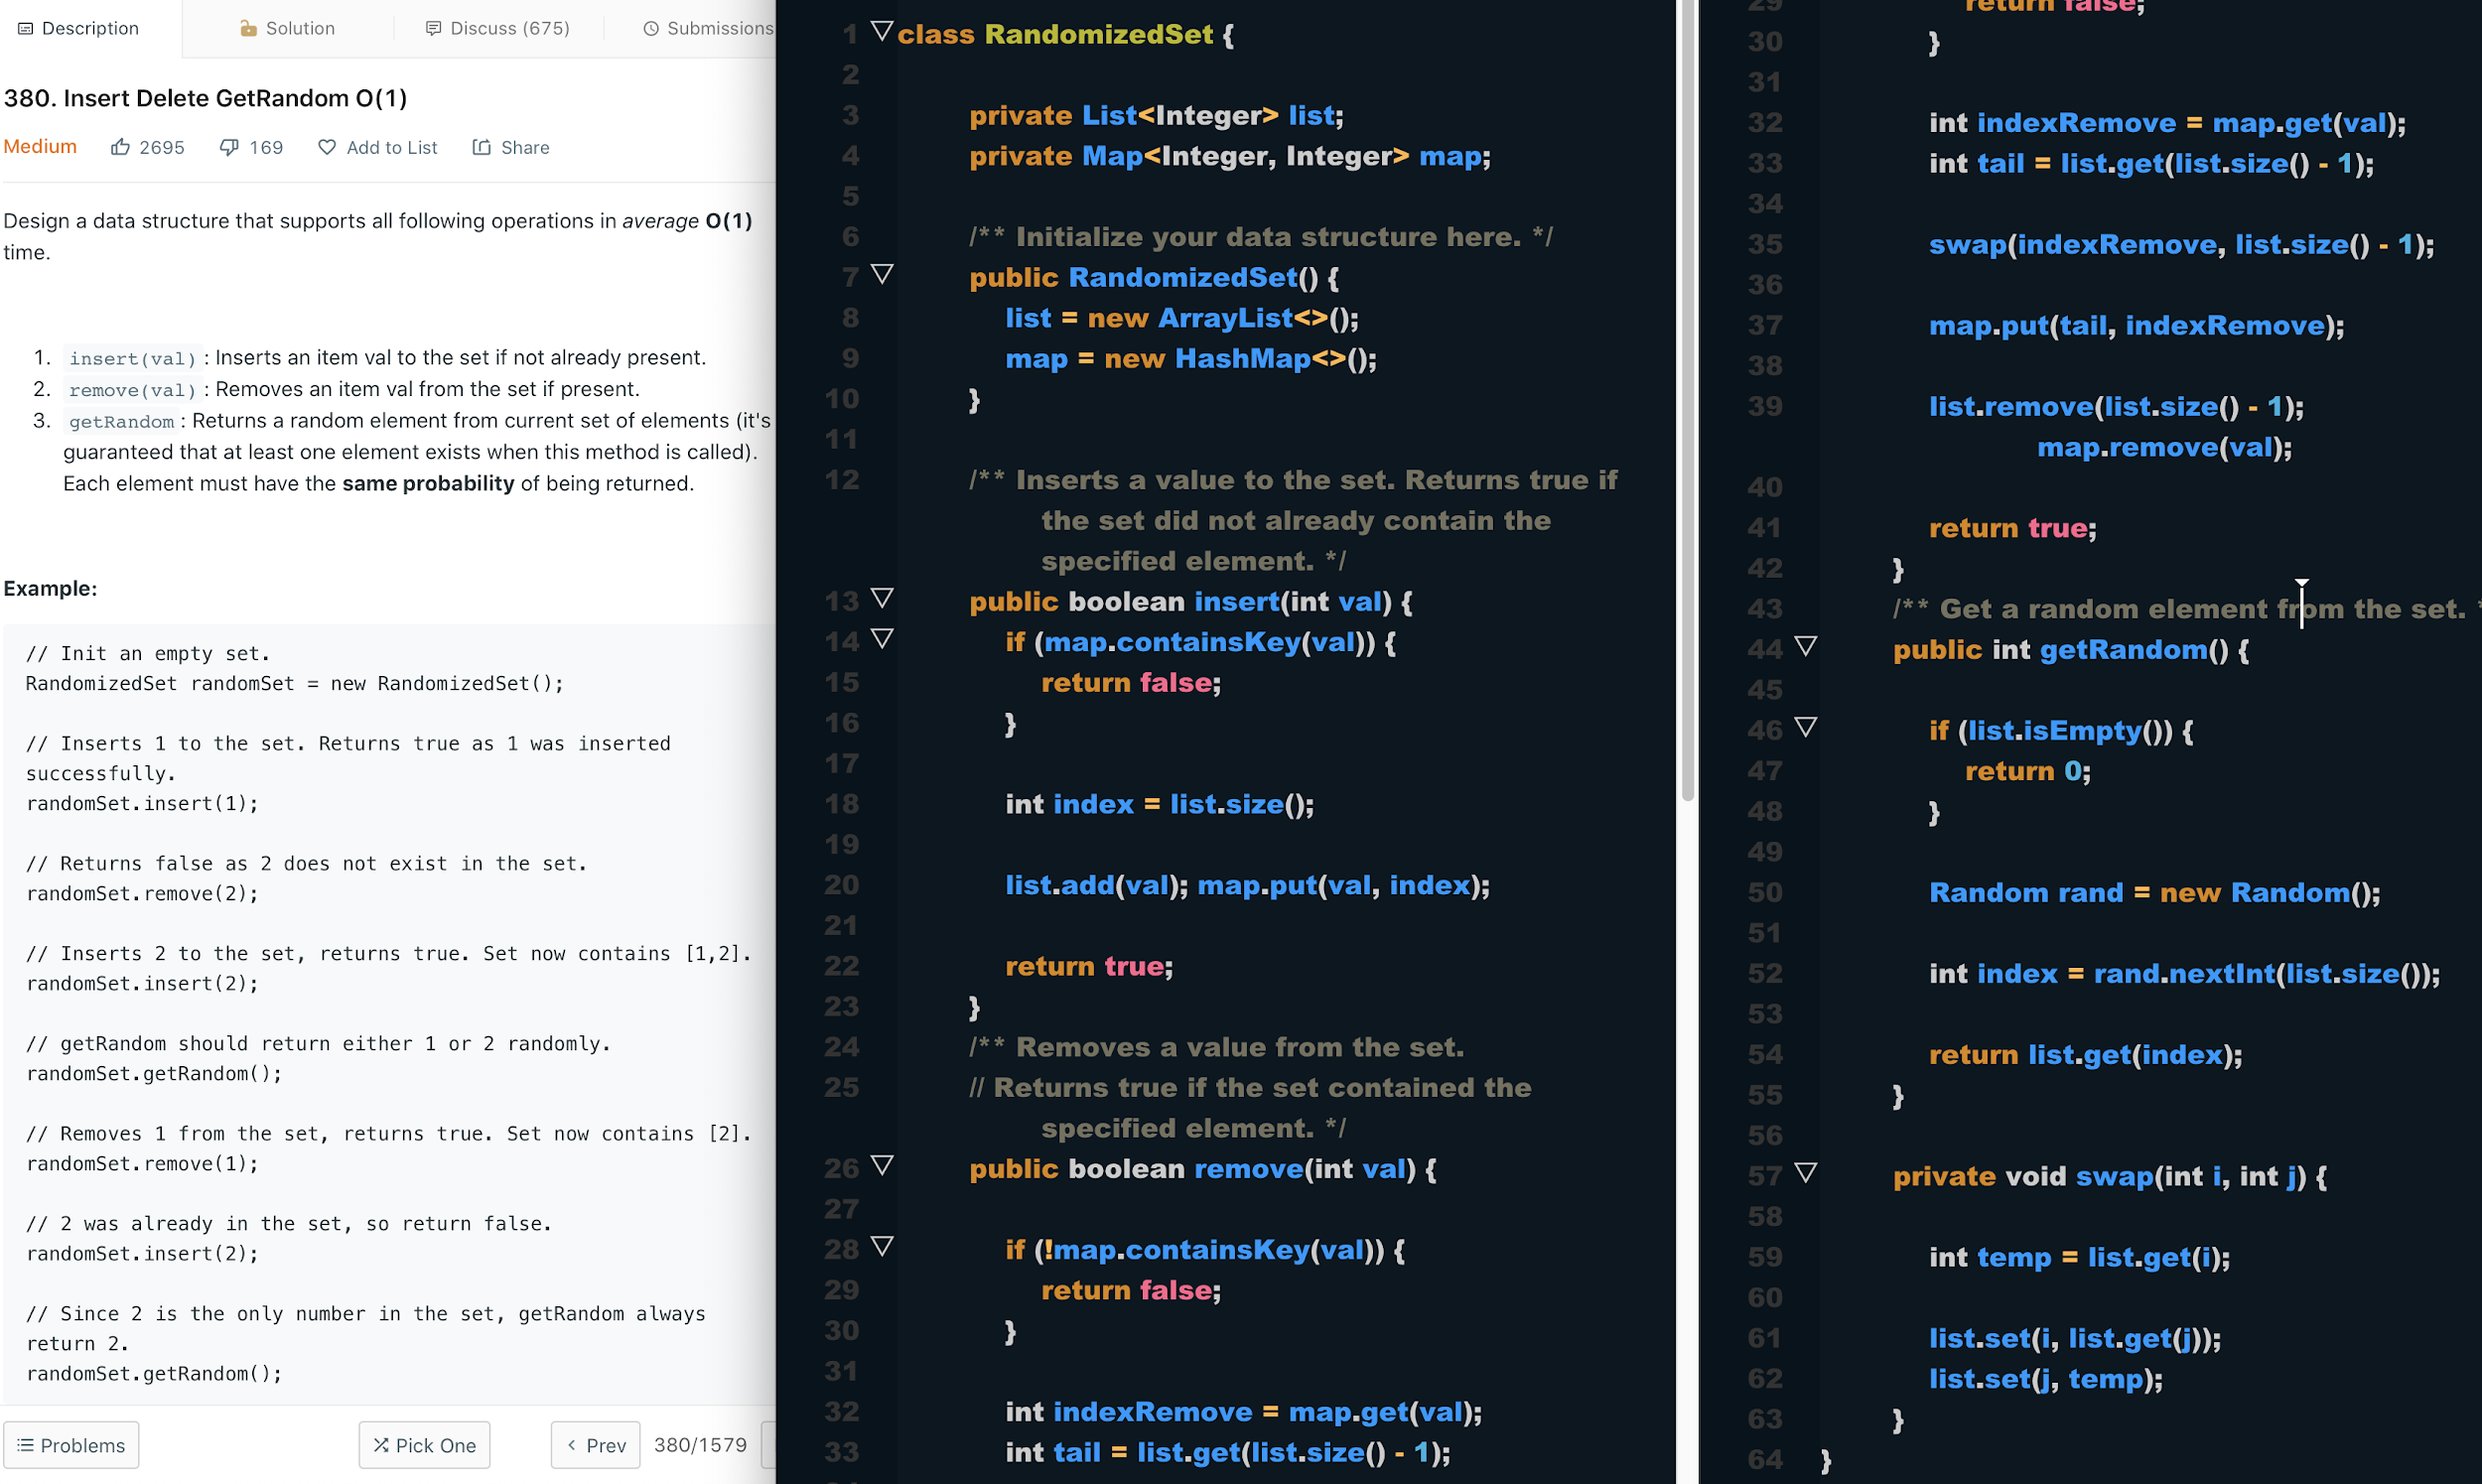 Description
Solution
Discuss (675)
Submissions
380. Insert Delete GetRandom O(1)
Medium 2695 169 Add to List Share
Design a data structure that supports all following operations in average O(1)
time.
1. insert(val) : Inserts an item val to the set if not already present.
2. remove(val) : Removes an item val from the set if present.
3. getRandom : Returns a random element from current set of elements (it's
guaranteed that at least one element exists when this method is called).
Each element must have the same probability of being returned.
Example:
// Init an empty set.
RandomizedSet randomSet = new RandomizedSet();
// Inserts 1 to the set. Returns true as 1 was inserted
successfully.
randomSet.insert(1);
// Returns false as 2 does not exist in the set.
randomSet.remove(2);
// Inserts 2 to the set, returns true. Set now contains [1,2].
randomSet.insert(2);
// getRandom should return either 1 or 2 randomly.
randomSet.getRandom();
// Removes 1 from the set, returns true. Set now contains [2].
randomSet.remove(1);
// 2 was already in the set, so return false.
randomSet.insert(2);
// Since 2 is the only number in the set, getRandom always
return 2.
randomSet.getRandom();
Problems
Pick One
< Prev
380/1579
1 class RandomizedSet {
2
3 private List<Integer> list;
4 private Map<Integer, Integer> map;
5
6 /** Initialize your data structure here. */
7 public RandomizedSet() {
8 list = new ArrayList<>();
9 map = new HashMap<>();
10 }
11
12 /** Inserts a value to the set. Returns true if
the set did not already contain the
specified element. */
13 public boolean insert(int val) {
14 if (map.containsKey(val)) {
15 return false;
16 }
17
18 int index = list.size();
19
20 list.add(val); map.put(val, index);
21
22 return true;
23 }
24 /** Removes a value from the set.
25 // Returns true if the set contained the
specified element. */
26 public boolean remove(int val) {
27
28 if (!map.containsKey(val)) {
29 return false;
30 }
31
32 int indexRemove = map.get(val);
33 int tail = list.get(list.size() - 1);
29 return false;
30 }
31
32 int indexRemove = map.get(val);
33 int tail = list.get(list.size() - 1);
34
35 swap(indexRemove, list.size() - 1);
36
37 map.put(tail, indexRemove);
38
39 list.remove(list.size() - 1);
map.remove(val);
40
41 return true;
42 }
43 /** Get a random element from the set.
44 public int getRandom() {
45
46 if (list.isEmpty()) {
47 return 0;
48 }
49
50 Random rand = new Random();
51
52 int index = rand.nextInt(list.size());
53
54 return list.get(index);
55 }
56
57 private void swap(int i, int j) {
58
59 int temp = list.get(i);
60
61 list.set(i, list.get(j));
62 list.set(j, temp);
63 }
64 }